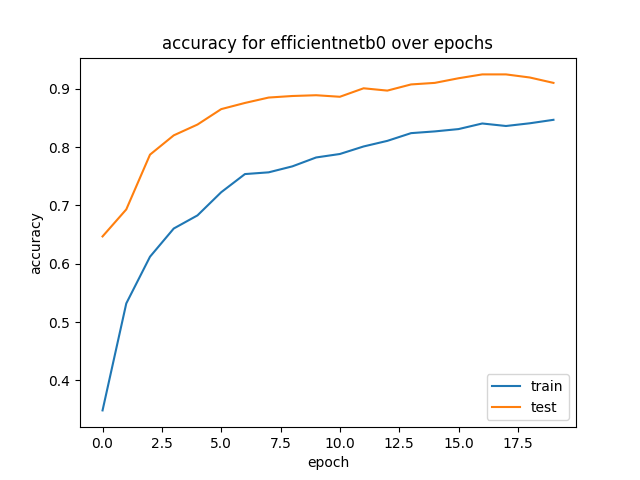 accuracy for efficientnetb0 over epochs
accuracy
0.9
0.8
0.7
0.6
0.5
0.4
0.0 2.5 5.0 7.5 10.0 12.5 15.0 17.5
epoch
train
test